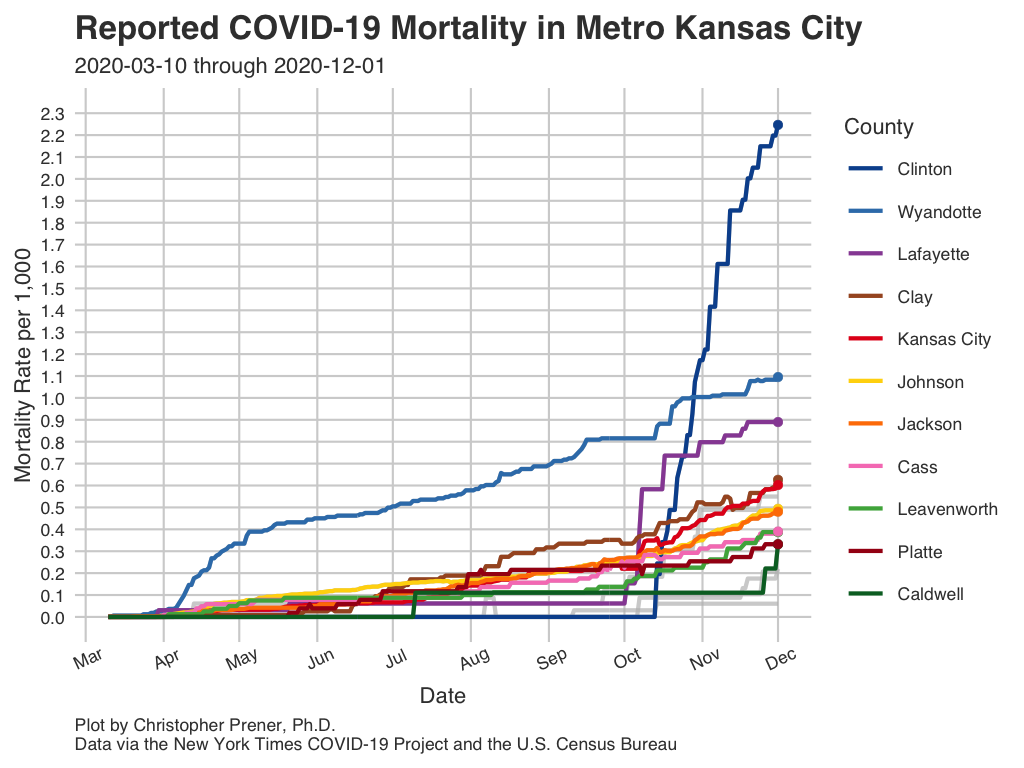 Reported COVID-19 Mortality in Metro Kansas City
2020-03-10 through 2020-12-01
Mortality Rate per 1,000
2.3
2.2
2.1
2.0
1.9
1.8
1.7
1.6
1.5
1.4
1.3
1.2
1.1
1.0
0.9
0.8
0.7
0.6
0.5
0.4
0.3
0.2
0.1
0.0
Mar Apr May Jun Jul Aug Sep Oct Nov Dec
Date
County
Clinton
Wyandotte
Lafayette
Clay
Kansas City
Johnson
Jackson
Cass
Leavenworth
Platte
Caldwell
Plot by Christopher Prener, Ph.D.
Data via the New York Times COVID-19 Project and the U.S. Census Bureau